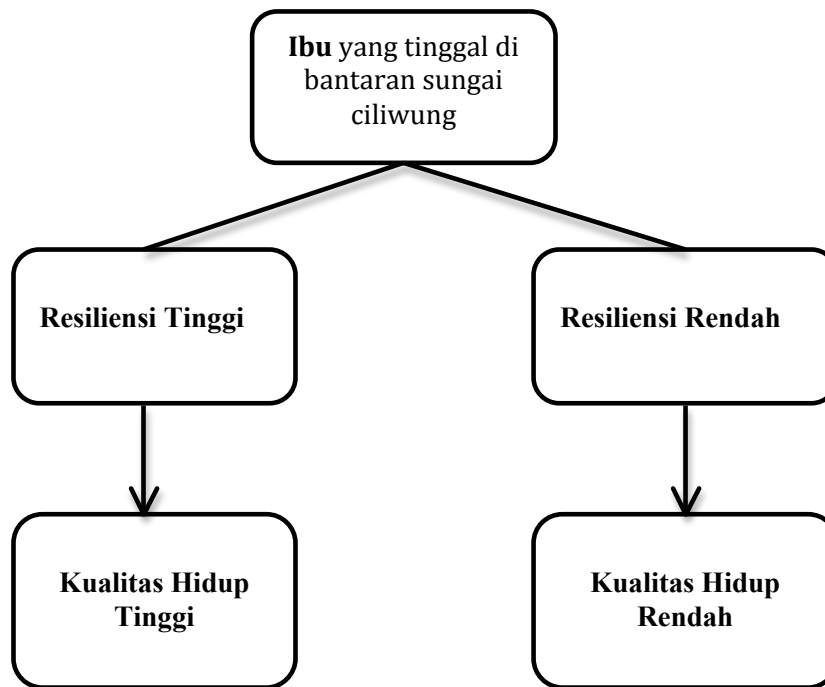 Ibu yang tinggal di
bantaran sungai
ciliwung
Resiliensi Tinggi
Resiliensi Rendah
Kualitas Hidup
Tinggi
Kualitas Hidup
Rendah